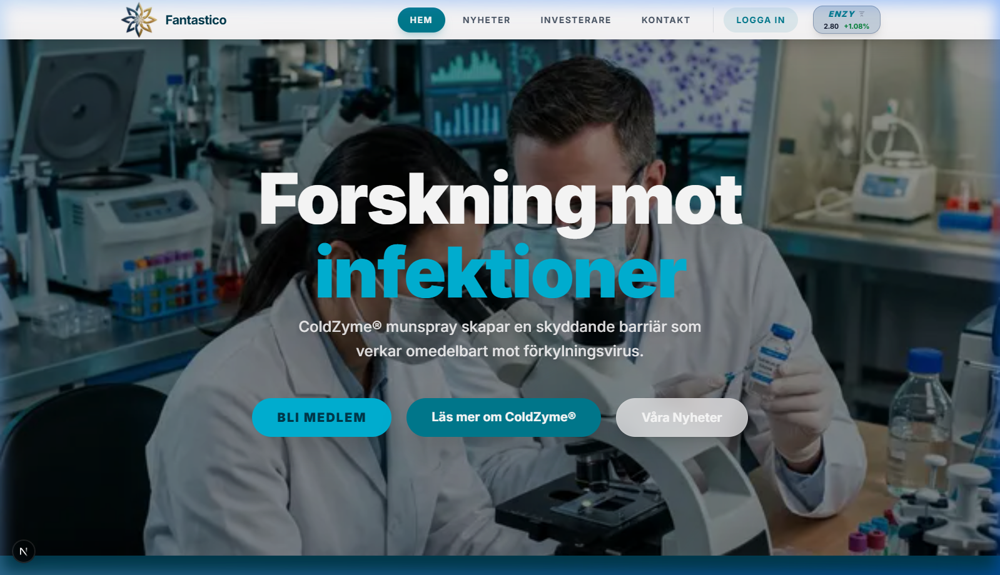 Fantastico
HEM
NYHETER
INVESTERARE
KONTAKT
LOGGA IN
ENZY
2.80 +1.08%
Forskning mot
infektioner
ColdZyme® munspray skapar en skyddande barriär som
verkar omedelbart mot förkylningsvirus.
BLI MEDLEM
Läs mer om ColdZyme®
Våra Nyheter
N